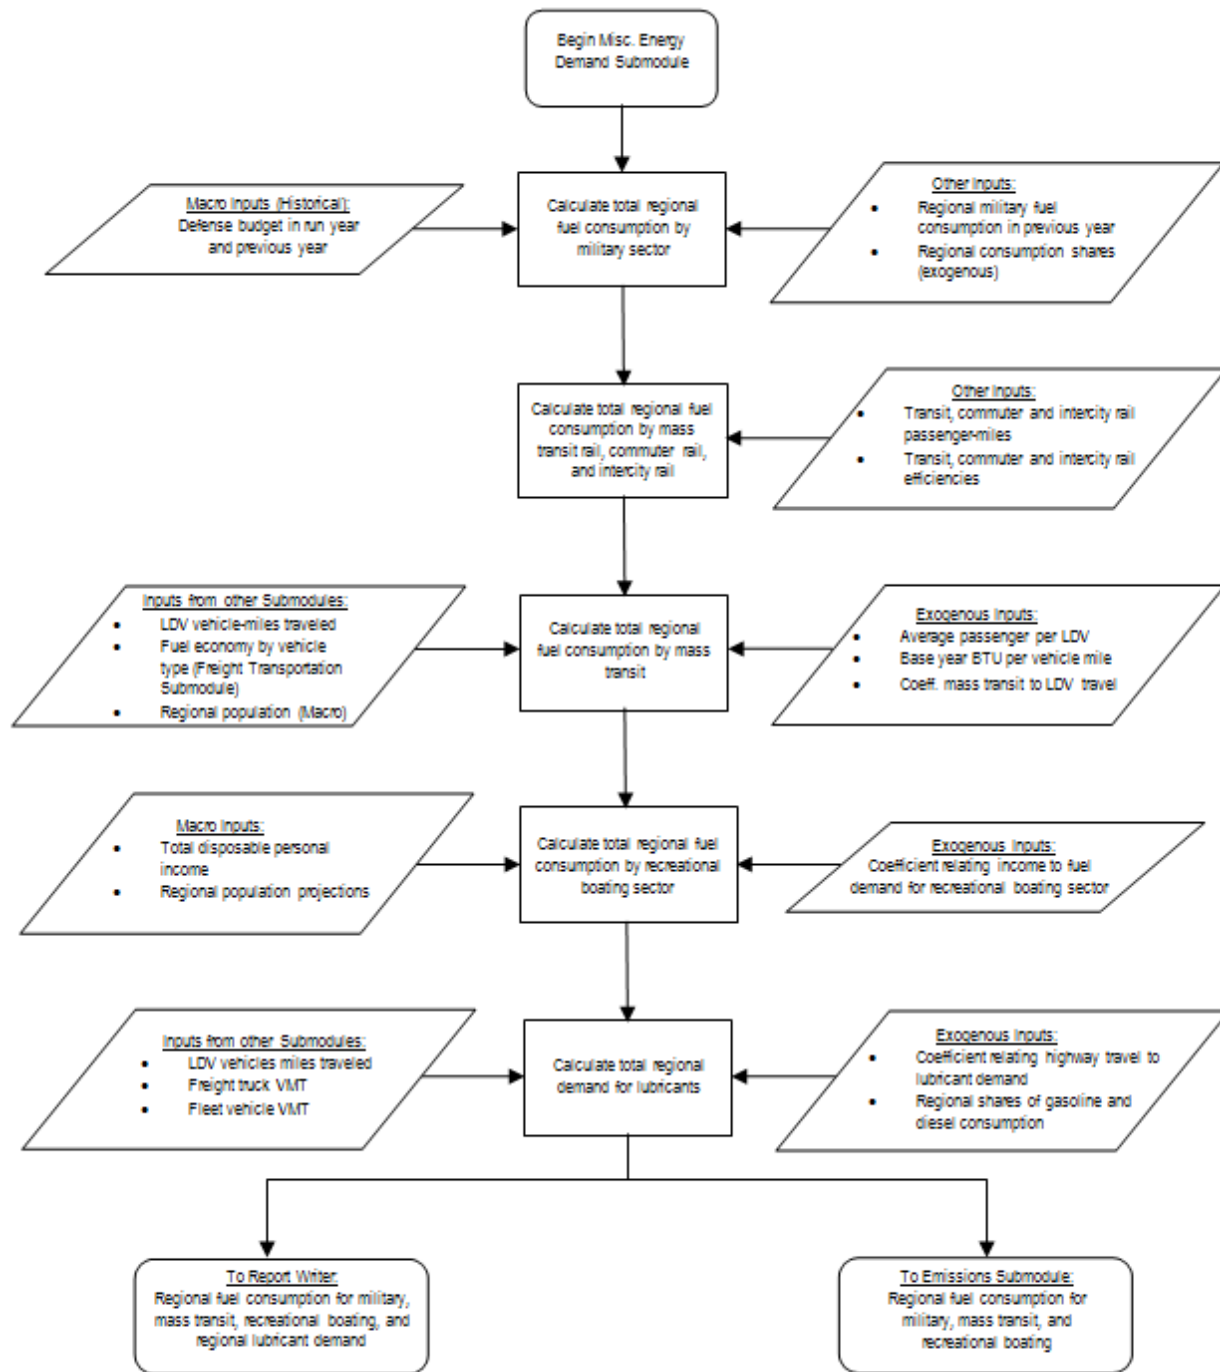 Begin Misc. Energy
Demand Submodule
Macro Inputs (Historical):
Defense budget in run year
and previous year
Calculate total regional
fuel consumption by
military sector
Other Inputs:
• Regional military fuel
consumption in previous year
• Regional consumption shares
(exogenous)
Calculate total regional fuel
consumption by mass
transit rail, commuter rail,
and intercity rail
Other Inputs:
• Transit, commuter and intercity rail
passenger-miles
• Transit, commuter and intercity rail
efficiencies
Inputs from other Submodules:
• LDV vehicle-miles traveled
• Fuel economy by vehicle
type (Freight Transportation
Submodule)
• Regional population (Macro)
Calculate total regional
fuel consumption by mass
transit
Exogenous Inputs:
• Average passenger per LDV
• Base year BTU per vehicle mile
• Coeff. mass transit to LDV travel
Macro Inputs:
• Total disposable personal
income
• Regional population projections
Calculate total regional fuel
consumption by recreational
boating sector
Exogenous Inputs:
Coefficient relating income to fuel
demand for recreational boating sector
Inputs from other Submodules:
• LDV vehicles miles traveled
• Freight truck VMT
• Fleet vehicle VMT
Calculate total regional
demand for lubricants
Exogenous Inputs:
• Coefficient relating highway travel to
lubricant demand
• Regional shares of gasoline and
diesel consumption
To Report Writer:
Regional fuel consumption for military,
mass transit, recreational boating, and
regional lubricant demand
To Emissions Submodule:
Regional fuel consumption for
military, mass transit, and
recreational boating